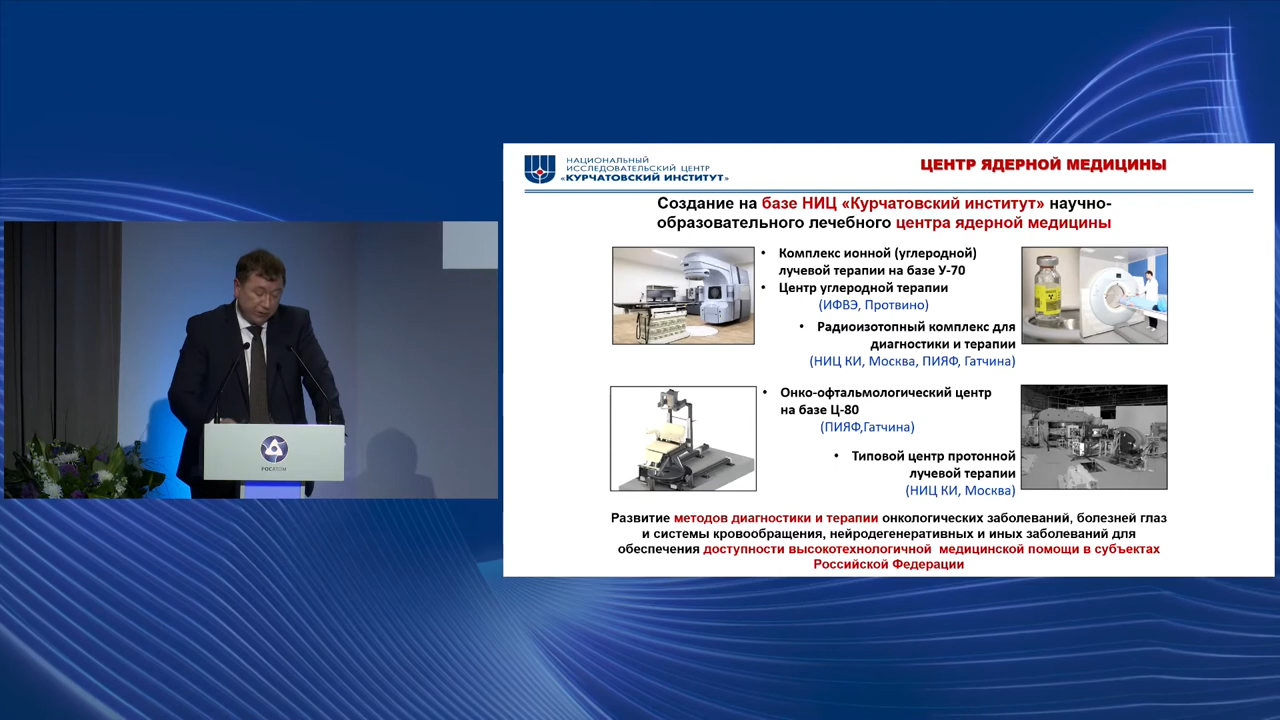 НАЦИОНАЛЬНЫЙ
ИССЛЕДОВАТЕЛЬСКИЙ ЦЕНТР
«КУРЧАТОВСКИЙ ИНСТИТУТ»
ЦЕНТР ЯДЕРНОЙ МЕДИЦИНЫ
Создание на базе НИЦ «Курчатовский институт» научно-
образовательного лечебного центра ядерной медицины
• Комплекс ионной (углеродной)
лучевой терапии на базе У-70
• Центр углеродной терапии
(ИФВЭ, Протвино)
• Радиоизотопный комплекс для
диагностики и терапии
(НИЦ КИ, Москва, ПИЯФ, Гатчина)
• Онко-офтальмологический центр
на базе Ц-80
(ПИЯФ,Гатчина)
• Типовой центр протонной
лучевой терапии
(НИЦ КИ, Москва)
Развитие методов диагностики и терапии онкологических заболеваний, болезней глаз
и системы кровообращения, нейродегенеративных и иных заболеваний для
обеспечения доступности высокотехнологичной медицинской помощи в субъектах
Российской Федерации
РОСАТОМ